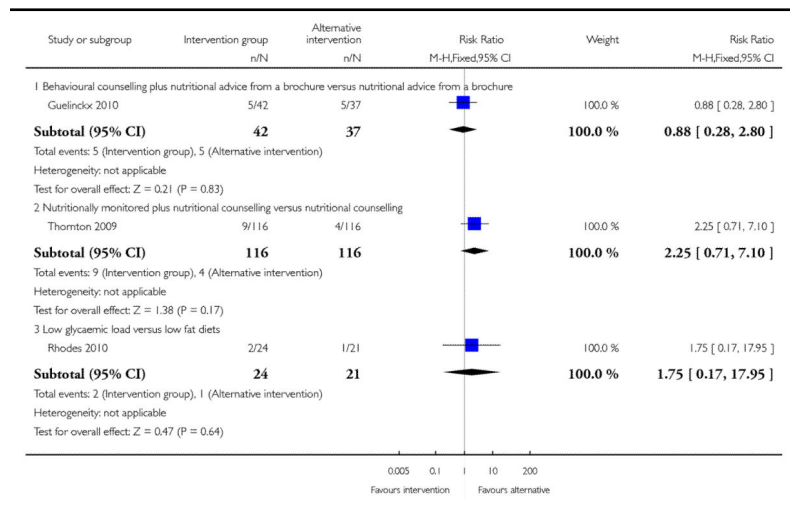 Study or subgroup Intervention group Alternative intervention Risk Ratio Weight Risk Ratio
n/N n/N M-H,Fixed,95% CI M-H,Fixed,95% CI
1 Behavioural counselling plus nutritional advice from a brochure versus nutritional advice from a brochure
Guelinckx 2010 5/42 5/37 100.0 % 0.88 [ 0.28, 2.80 ]
Subtotal (95% CI) 42 37 100.0 % 0.88 [ 0.28, 2.80 ]
Total events: 5 (Intervention group), 5 (Alternative intervention)
Heterogeneity: not applicable
Test for overall effect: Z = 0.21 (P = 0.83)
2 Nutritionally monitored plus nutritional counselling versus nutritional counselling
Thornton 2009 9/116 4/116 100.0 % 2.25 [ 0.71, 7.10 ]
Subtotal (95% CI) 116 116 100.0 % 2.25 [ 0.71, 7.10 ]
Total events: 9 (Intervention group), 4 (Alternative intervention)
Heterogeneity: not applicable
Test for overall effect: Z = 1.38 (P = 0.17)
3 Low glycaemic load versus low fat diets
Rhodes 2010 2/24 1/21 100.0 % 1.75 [ 0.17, 17.95 ]
Subtotal (95% CI) 24 21 100.0 % 1.75 [ 0.17, 17.95 ]
Total events: 2 (Intervention group), 1 (Alternative intervention)
Heterogeneity: not applicable
Test for overall effect: Z = 0.47 (P = 0.64)
0.005 0.1 1 10 200
Favours intervention Favours alternative